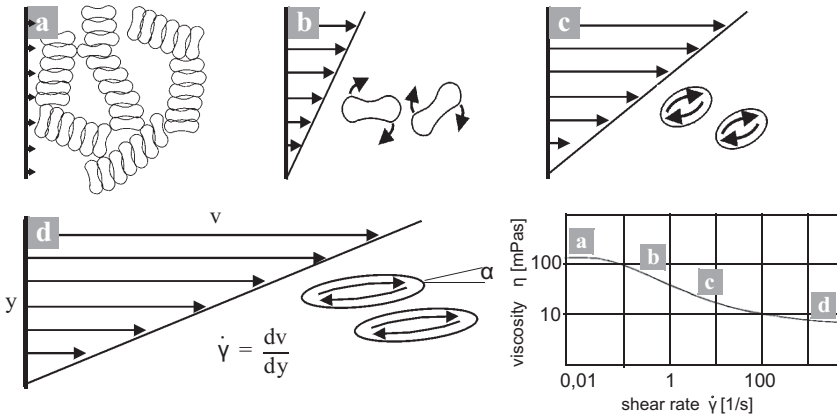 a
b
c
d
v
y
γ̇ = dv/dy
α
viscosity η [mPas]
100
10
a
b
c
d
0,01
1
100
shear rate γ̇ [1/s]